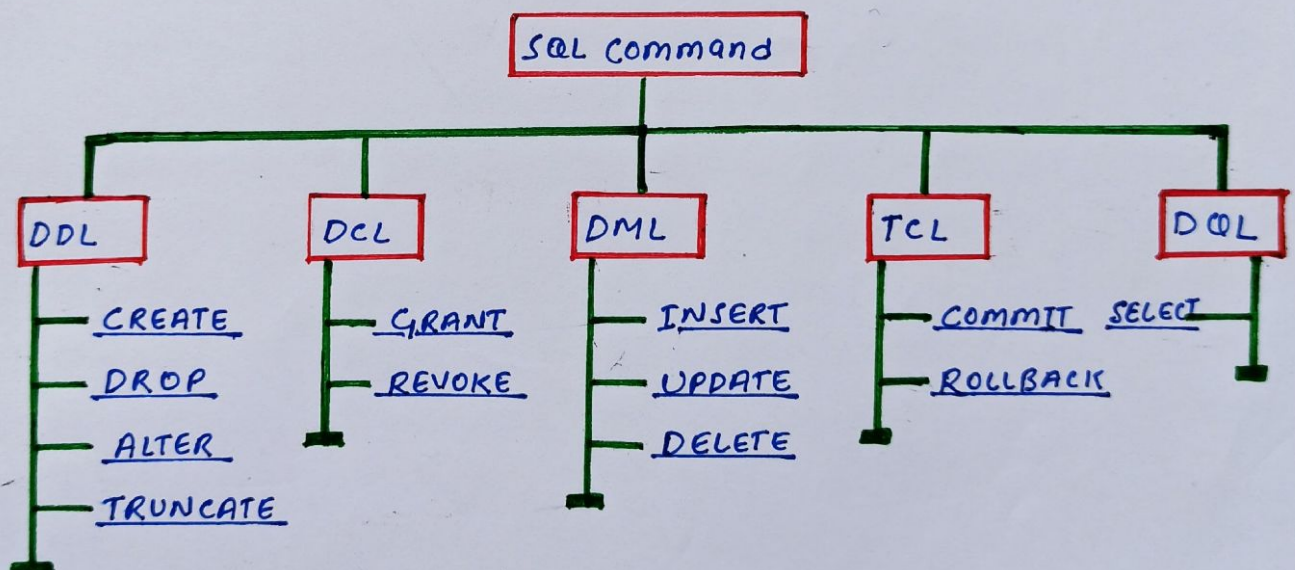 SQL Command
DDL DCL DML TCL DQL
CREATE GRANT INSERT COMMIT SELECT
DROP REVOKE UPDATE ROLLBACK
ALTER DELETE
TRUNCATE